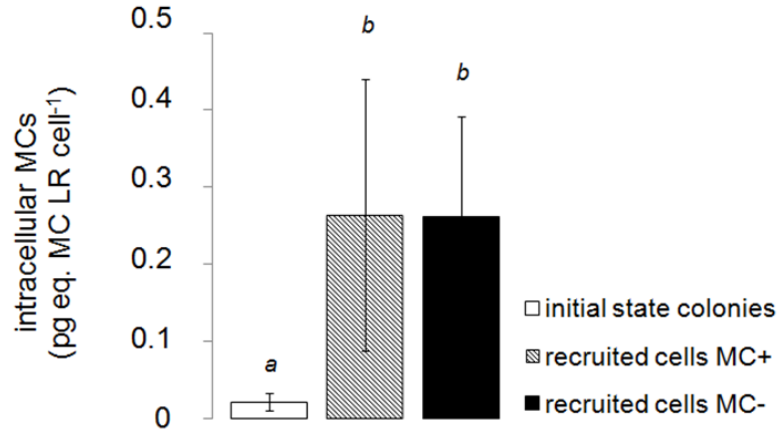 intracellular MCs
(pg eq. MC LR cell-1)
0.5
0.4
0.3
0.2
0.1
0
a
b
b
initial state colonies
recruited cells MC+
recruited cells MC-